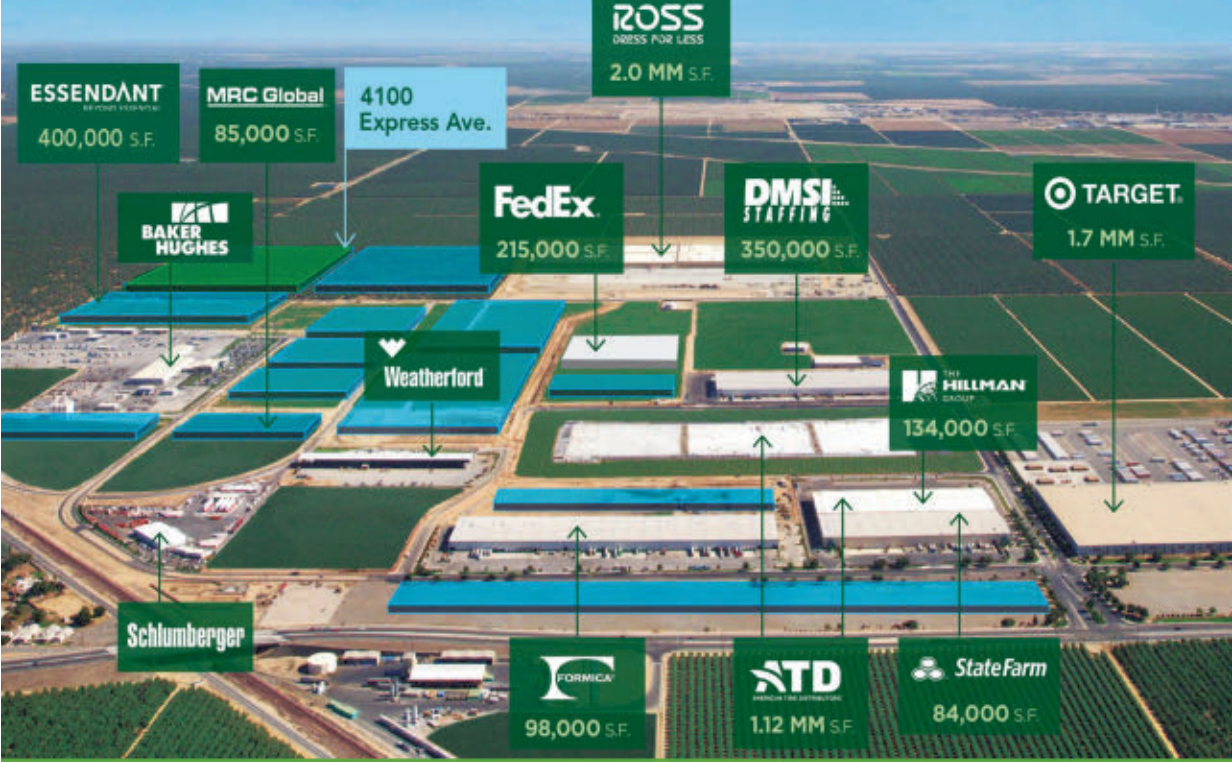 ROSS
DRESS FOR LESS
2.0 MM S.F.
ESSENDANT
400,000 S.F.
MRC Global
85,000 S.F.
4100
Express Ave.
BAKER
HUGHES
FedEx
215,000 S.F.
DMSI
STAFFING
350,000 S.F.
TARGET
1.7 MM S.F.
Weatherford
THE
HILLMAN
GROUP
134,000 S.F.
Schlumberger
FORMICA
98,000 S.F.
ATD
AMERICAN TIRE DISTRIBUTORS
1.12 MM S.F.
StateFarm
84,000 S.F.